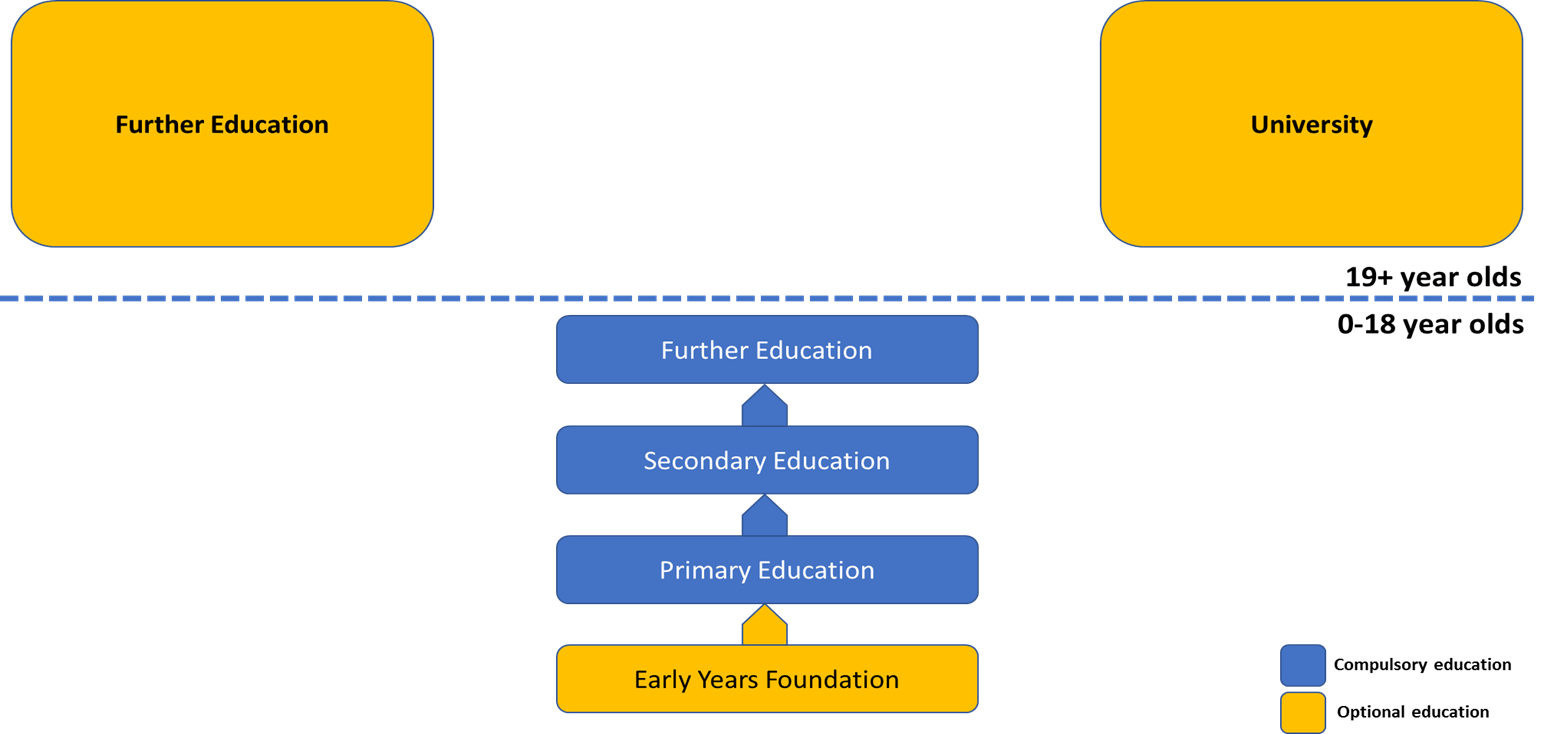 Further Education
University
19+ year olds
0-18 year olds
Further Education
Secondary Education
Primary Education
Early Years Foundation
Compulsory education
Optional education